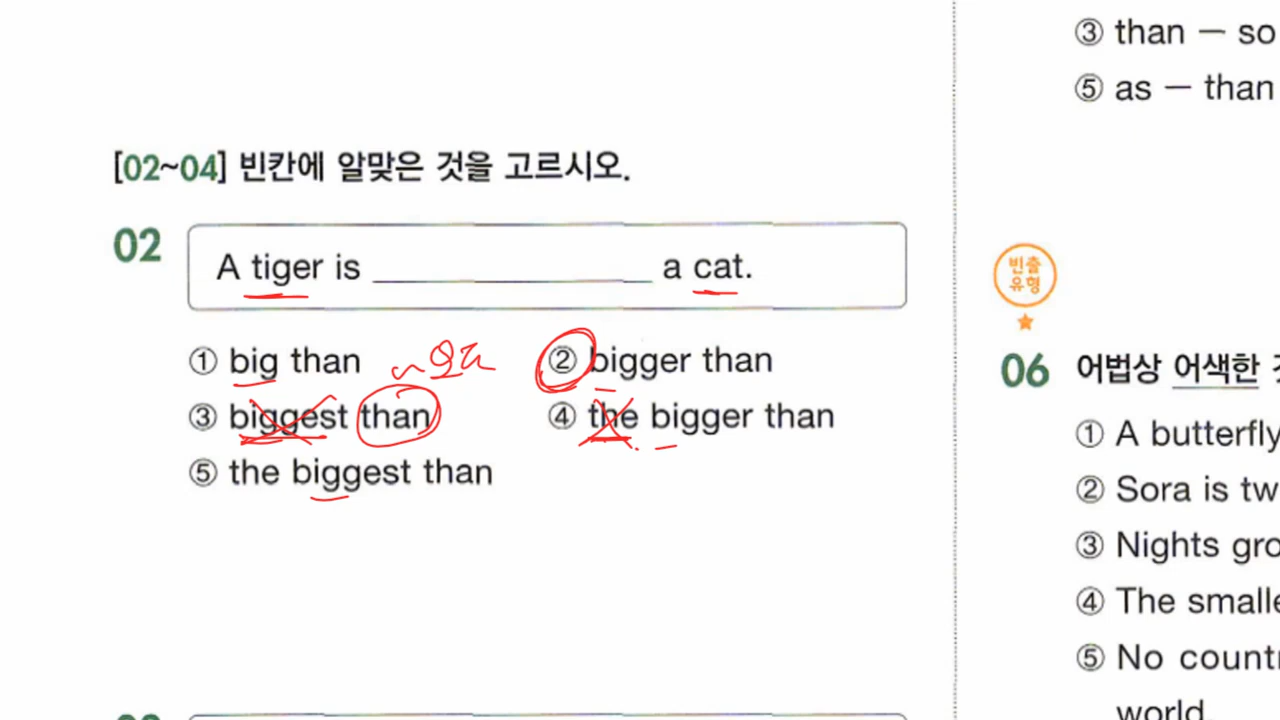 [02~04] 빈칸에 알맞은 것을 고르시오.
02
A tiger is ____________ a cat.
① big than
② bigger than
③ biggest than
④ the bigger than
⑤ the biggest than
③ than – so
⑤ as – than
빈출
유형
06 어법상 어색한
① A butterfly
② Sora is tw
③ Nights gro
④ The smalle
⑤ No countr
world.